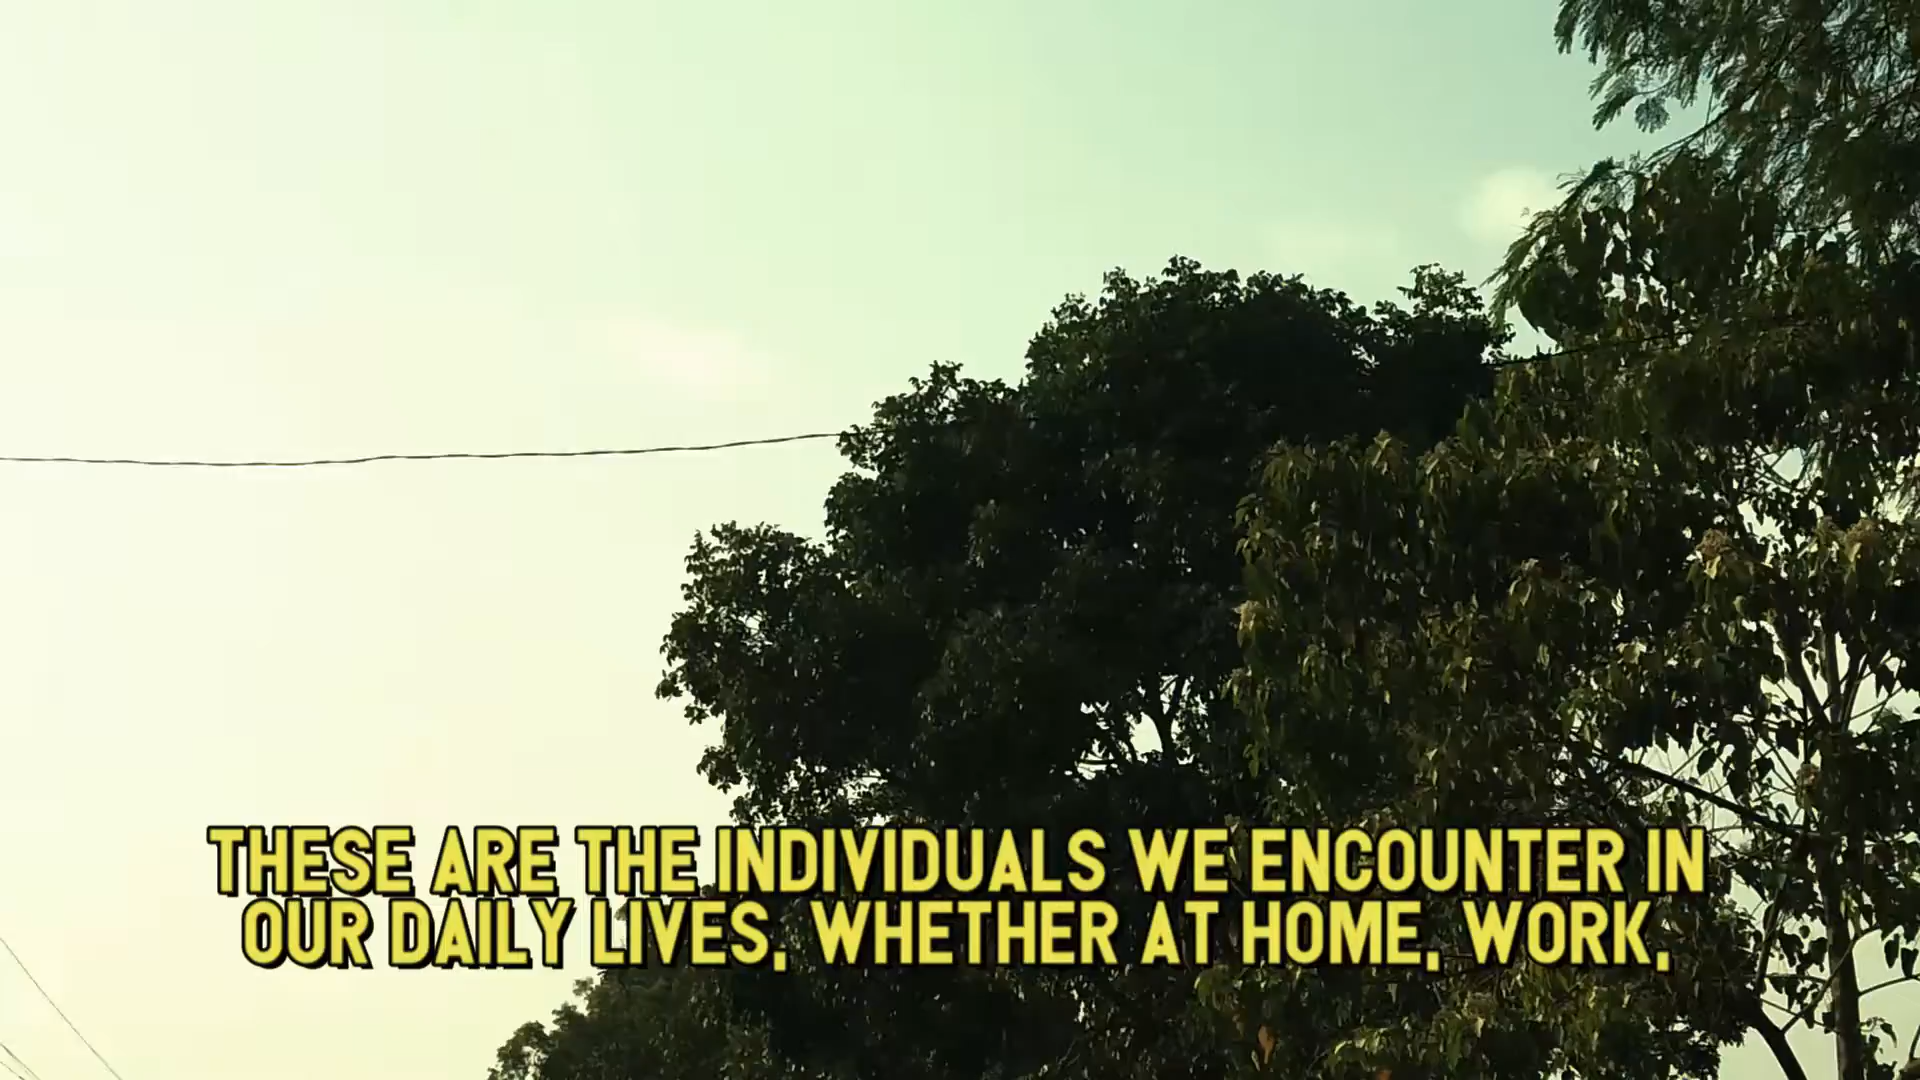 THESE ARE THE INDIVIDUALS WE ENCOUNTER IN
OUR DAILY LIVES, WHETHER AT HOME, WORK,